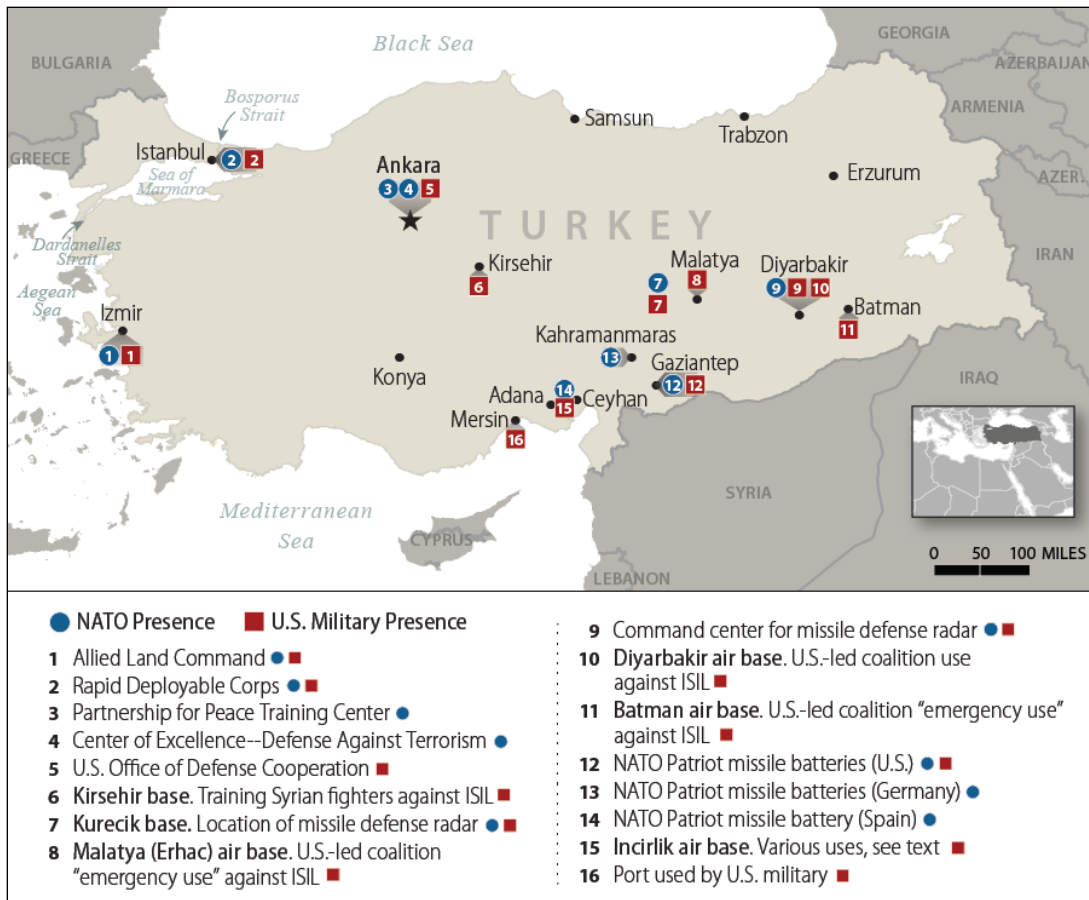 Black Sea
BULGARIA
GEORGIA
AZERBAIJAN
ARMENIA
Bosporus
Strait
Samsun
Trabzon
GREECE
Istanbul
2 2
Sea of
Marmara
Ankara
3 4 5
Erzurum
AZER.
TURKEY
Dardanelles
Strait
IRAN
Aegean
Sea
Kirsehir
6
Malatya
8
7
7
Diyarbakir
9 9 10
Batman
11
Izmir
1 1
Kahramanmaras
13
Konya
Gaziantep
12 12
IRAQ
Adana
14
15
Ceyhan
Mersin
16
SYRIA
Mediterranean
Sea
CYPRUS
LEBANON
0 50 100 MILES
NATO Presence U.S. Military Presence
1 Allied Land Command
2 Rapid Deployable Corps
3 Partnership for Peace Training Center
4 Center of Excellence--Defense Against Terrorism
5 U.S. Office of Defense Cooperation
6 Kirsehir base. Training Syrian fighters against ISIL
7 Kurecik base. Location of missile defense radar
8 Malatya (Erhac) air base. U.S.-led coalition
"emergency use" against ISIL
9 Command center for missile defense radar
10 Diyarbakir air base. U.S.-led coalition use
against ISIL
11 Batman air base. U.S.-led coalition "emergency use"
against ISIL
12 NATO Patriot missile batteries (U.S.)
13 NATO Patriot missile batteries (Germany)
14 NATO Patriot missile battery (Spain)
15 Incirlik air base. Various uses, see text
16 Port used by U.S. military